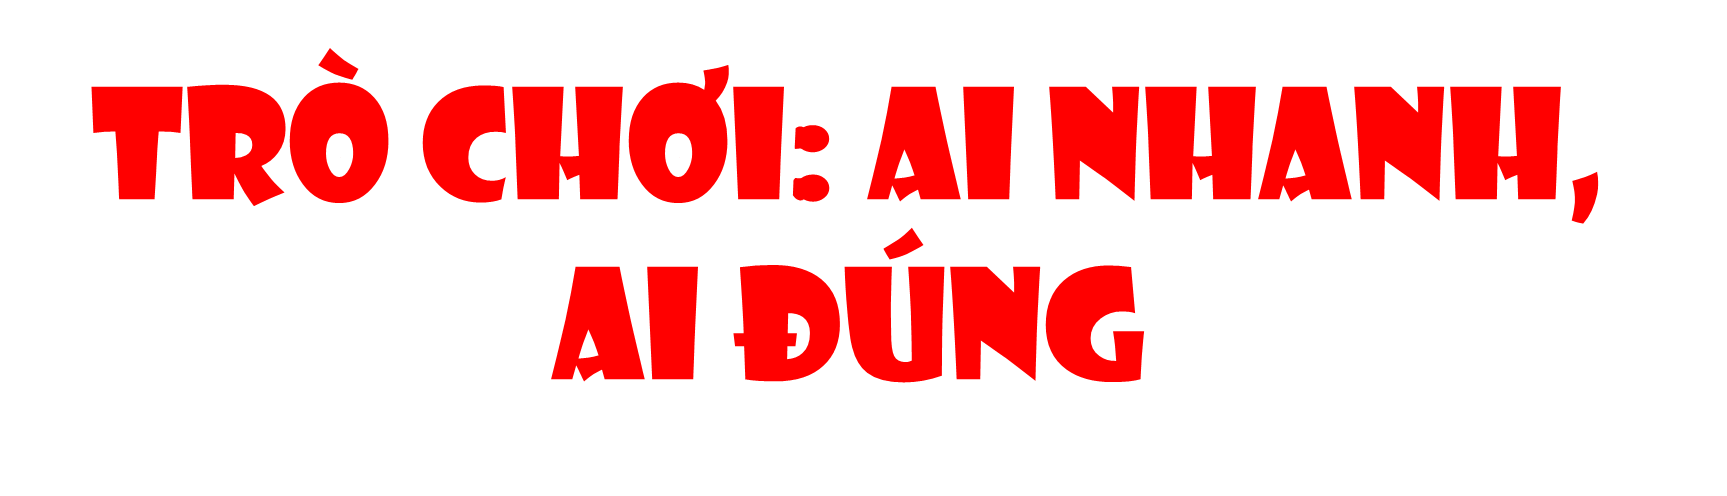 TRÒ CHƠI: AI NHANH,
AI ĐÚNG